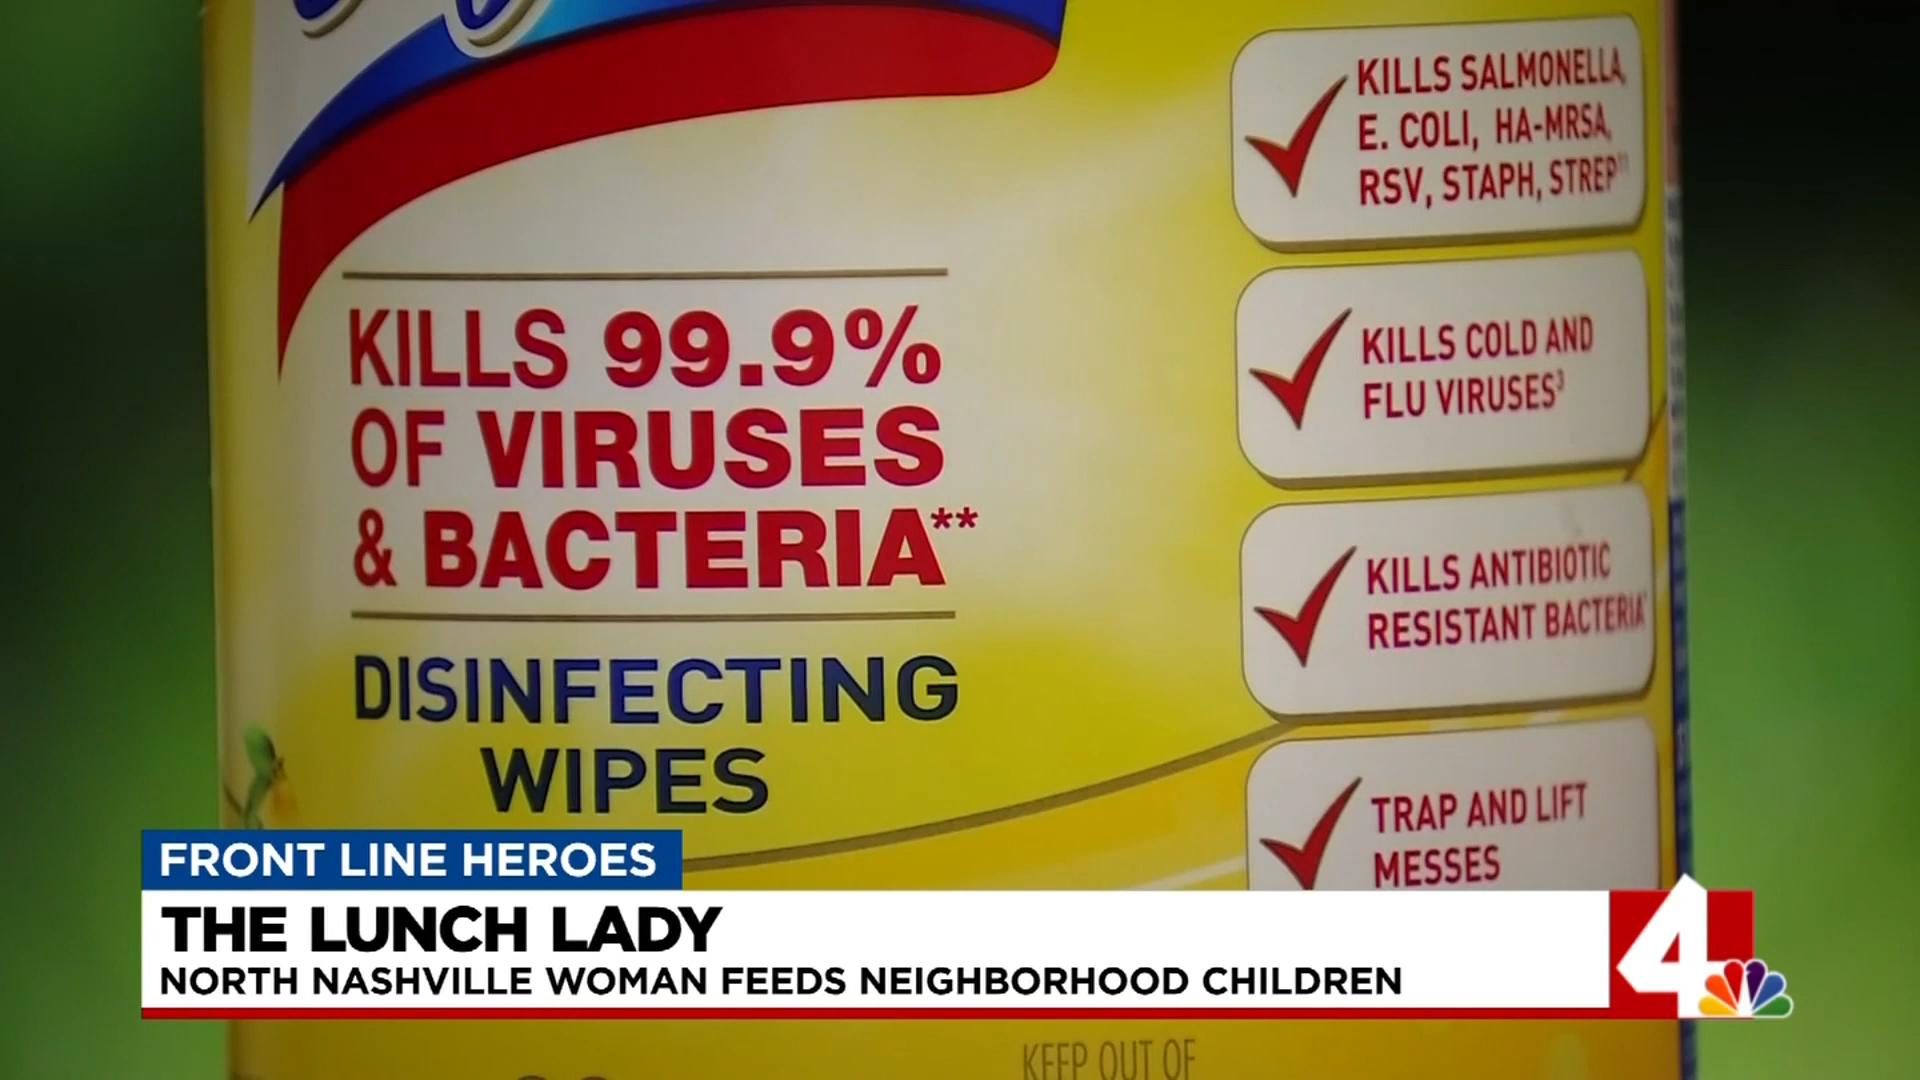 KILLS SALMONELLA,
E. COLI, HA-MRSA,
RSV, STAPH, STREP††
KILLS 99.9%
OF VIRUSES
& BACTERIA**
KILLS COLD AND
FLU VIRUSES³
KILLS ANTIBIOTIC
RESISTANT BACTERIA
DISINFECTING
WIPES
TRAP AND LIFT
MESSES
FRONT LINE HEROES
THE LUNCH LADY
NORTH NASHVILLE WOMAN FEEDS NEIGHBORHOOD CHILDREN
4
KEEP OUT OF